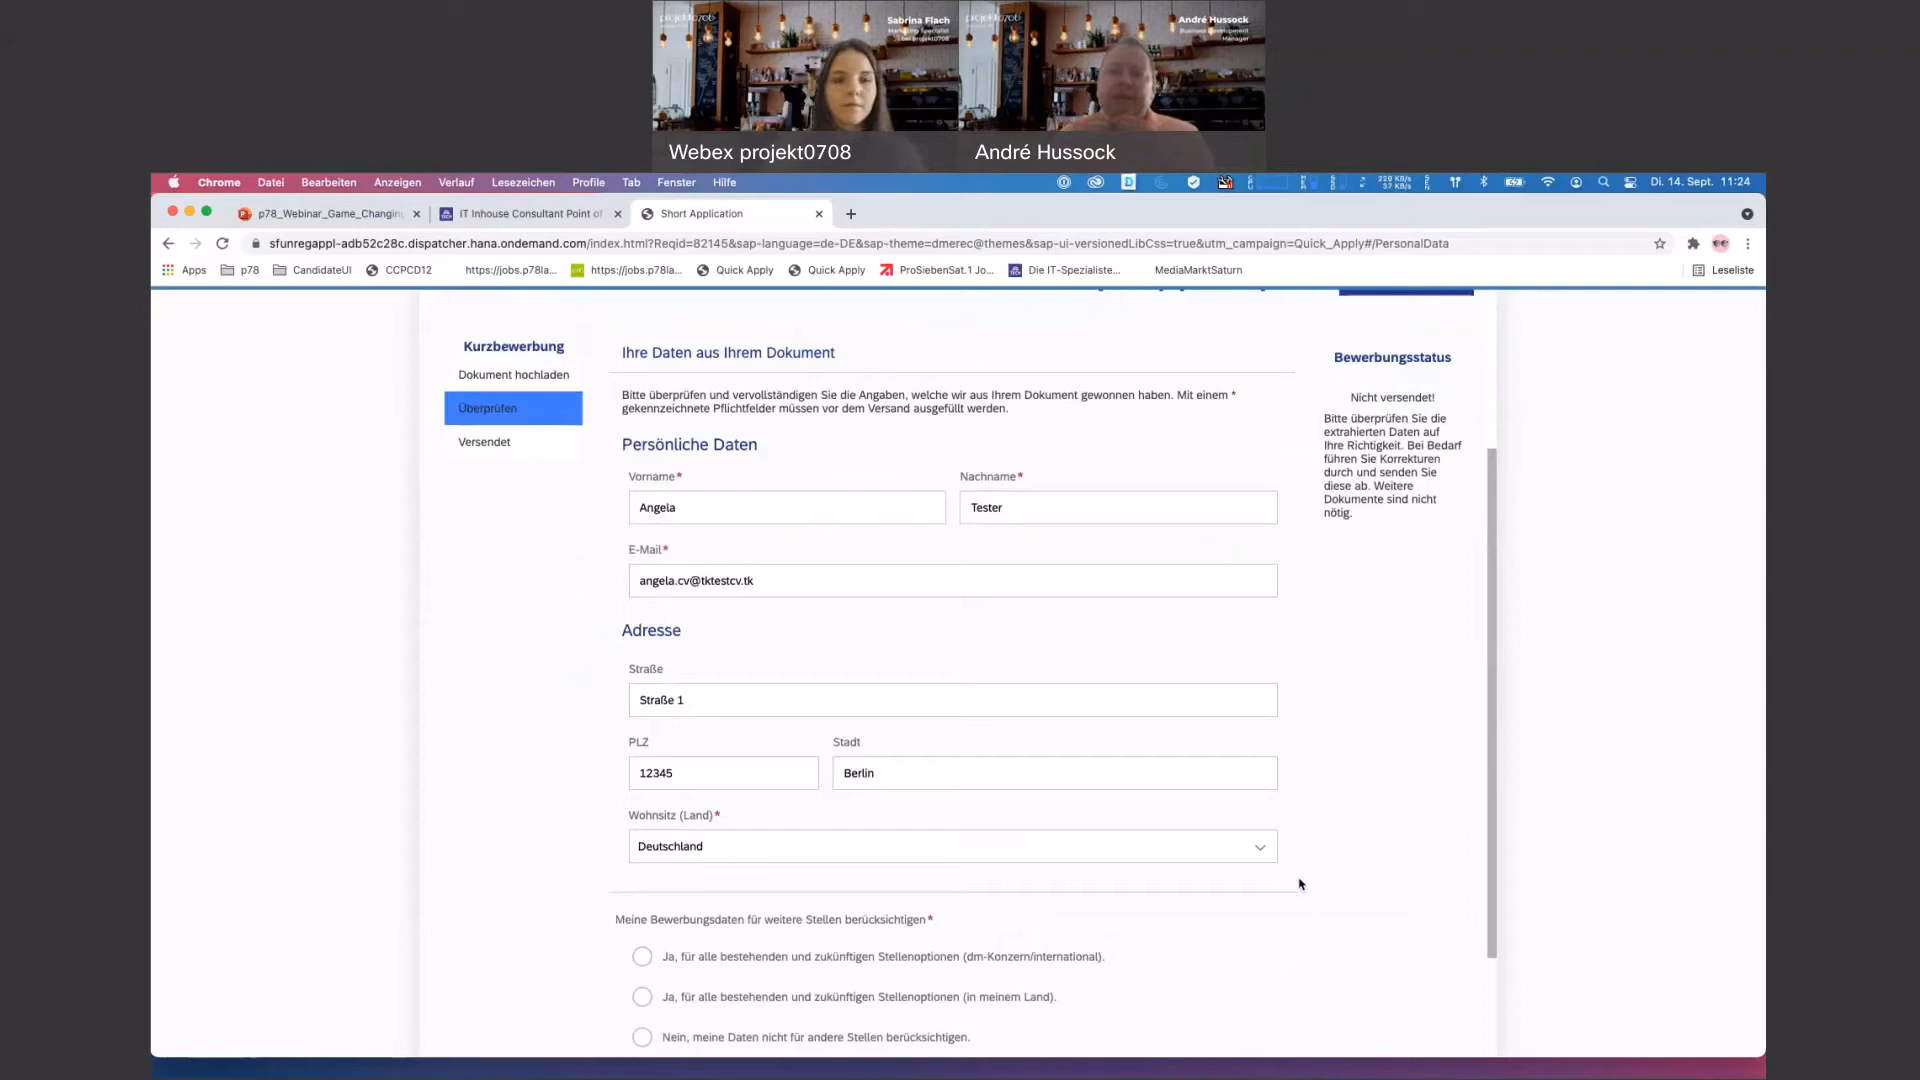 Sabrina Flach
André Hussock
Business Development
Manager
Webex projekt0708
André Hussock
Chrome Datei Bearbeiten Anzeigen Verlauf Lesezeichen Profile Tab Fenster Hilfe
229 KB/s
37 KB/s
Di. 14. Sept. 11:24
p78_Webinar_Game_Changing
IT Inhouse Consultant Point of
Short Application
sfunregappl-adb52c28c.dispatcher.hana.ondemand.com/index.html?Reqid=82145&sap-language=de-DE&sap-theme=dmerec@themes&sap-ui-versionedLibCss=true&utm_campaign=Quick_Apply#/PersonalData
Apps p78 CandidateUI CCPCD12 https://jobs.p78la... https://jobs.p78la... Quick Apply Quick Apply ProSiebenSat.1 Jo... Die IT-Spezialiste... MediaMarktSaturn Leseliste
Kurzbewerbung
Dokument hochladen
Überprüfen
Versendet
Ihre Daten aus Ihrem Dokument
Bitte überprüfen und vervollständigen Sie die Angaben, welche wir aus Ihrem Dokument gewonnen haben. Mit einem *
gekennzeichnete Pflichtfelder müssen vor dem Versand ausgefüllt werden.
Persönliche Daten
Vorname*
Nachname*
Angela
Tester
E-Mail*
angela.cv@tktestcv.tk
Adresse
Straße
Straße 1
PLZ
Stadt
12345
Berlin
Wohnsitz (Land)*
Deutschland
Meine Bewerbungsdaten für weitere Stellen berücksichtigen*
Ja, für alle bestehenden und zukünftigen Stellenoptionen (dm-Konzern/international).
Ja, für alle bestehenden und zukünftigen Stellenoptionen (in meinem Land).
Nein, meine Daten nicht für andere Stellen berücksichtigen.
Bewerbungsstatus
Nicht versendet!
Bitte überprüfen Sie die
extrahierten Daten auf
Ihre Richtigkeit. Bei Bedarf
führen Sie Korrekturen
durch und senden Sie
diese ab. Weitere
Dokumente sind nicht
nötig.